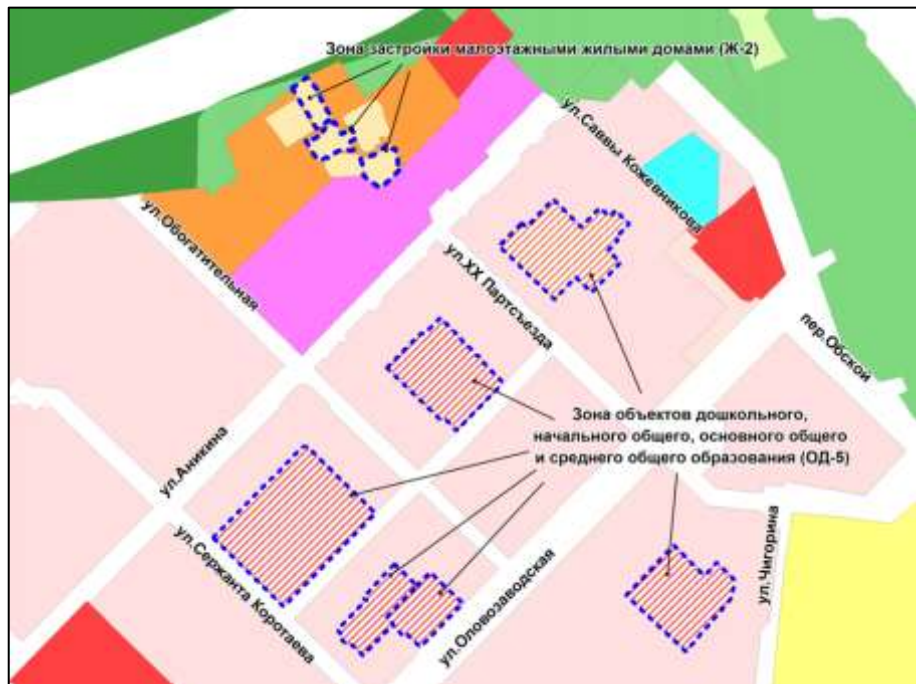 Зона застройки малоэтажными жилыми домами (Ж-2)
ул.Саввы Кожевникова
ул.Обогатительная
ул.ХХ Партсъезда
пер.Обской
Зона объектов дошкольного,
начального общего, основного общего
и среднего общего образования (ОД-5)
ул.Аникина
ул.Сержанта Коротаева
ул.Оловозаводская
ул.Чигорина